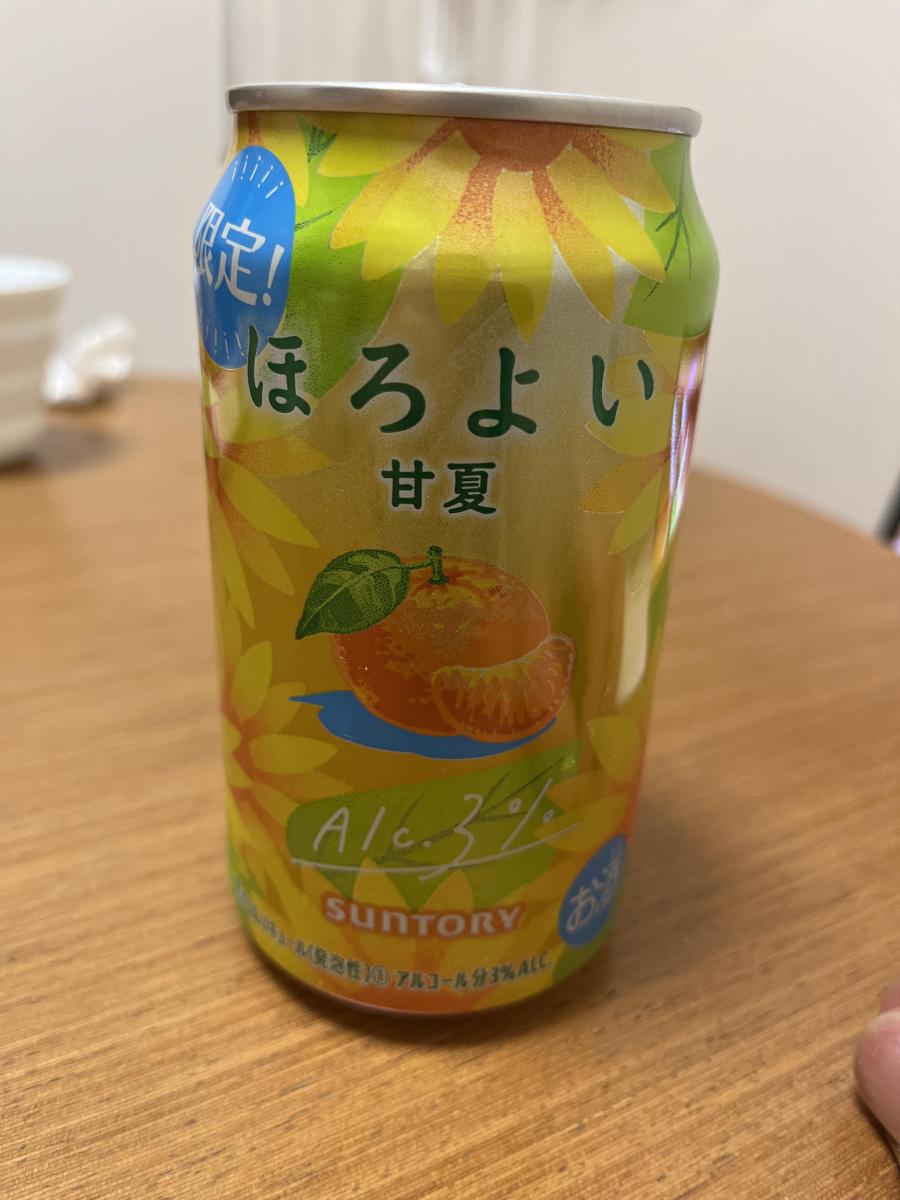 限定!
ほろよい
甘夏
Alc.3%
SUNTORY
お酒
リキュール(発泡性)① アルコール分3% ALC.